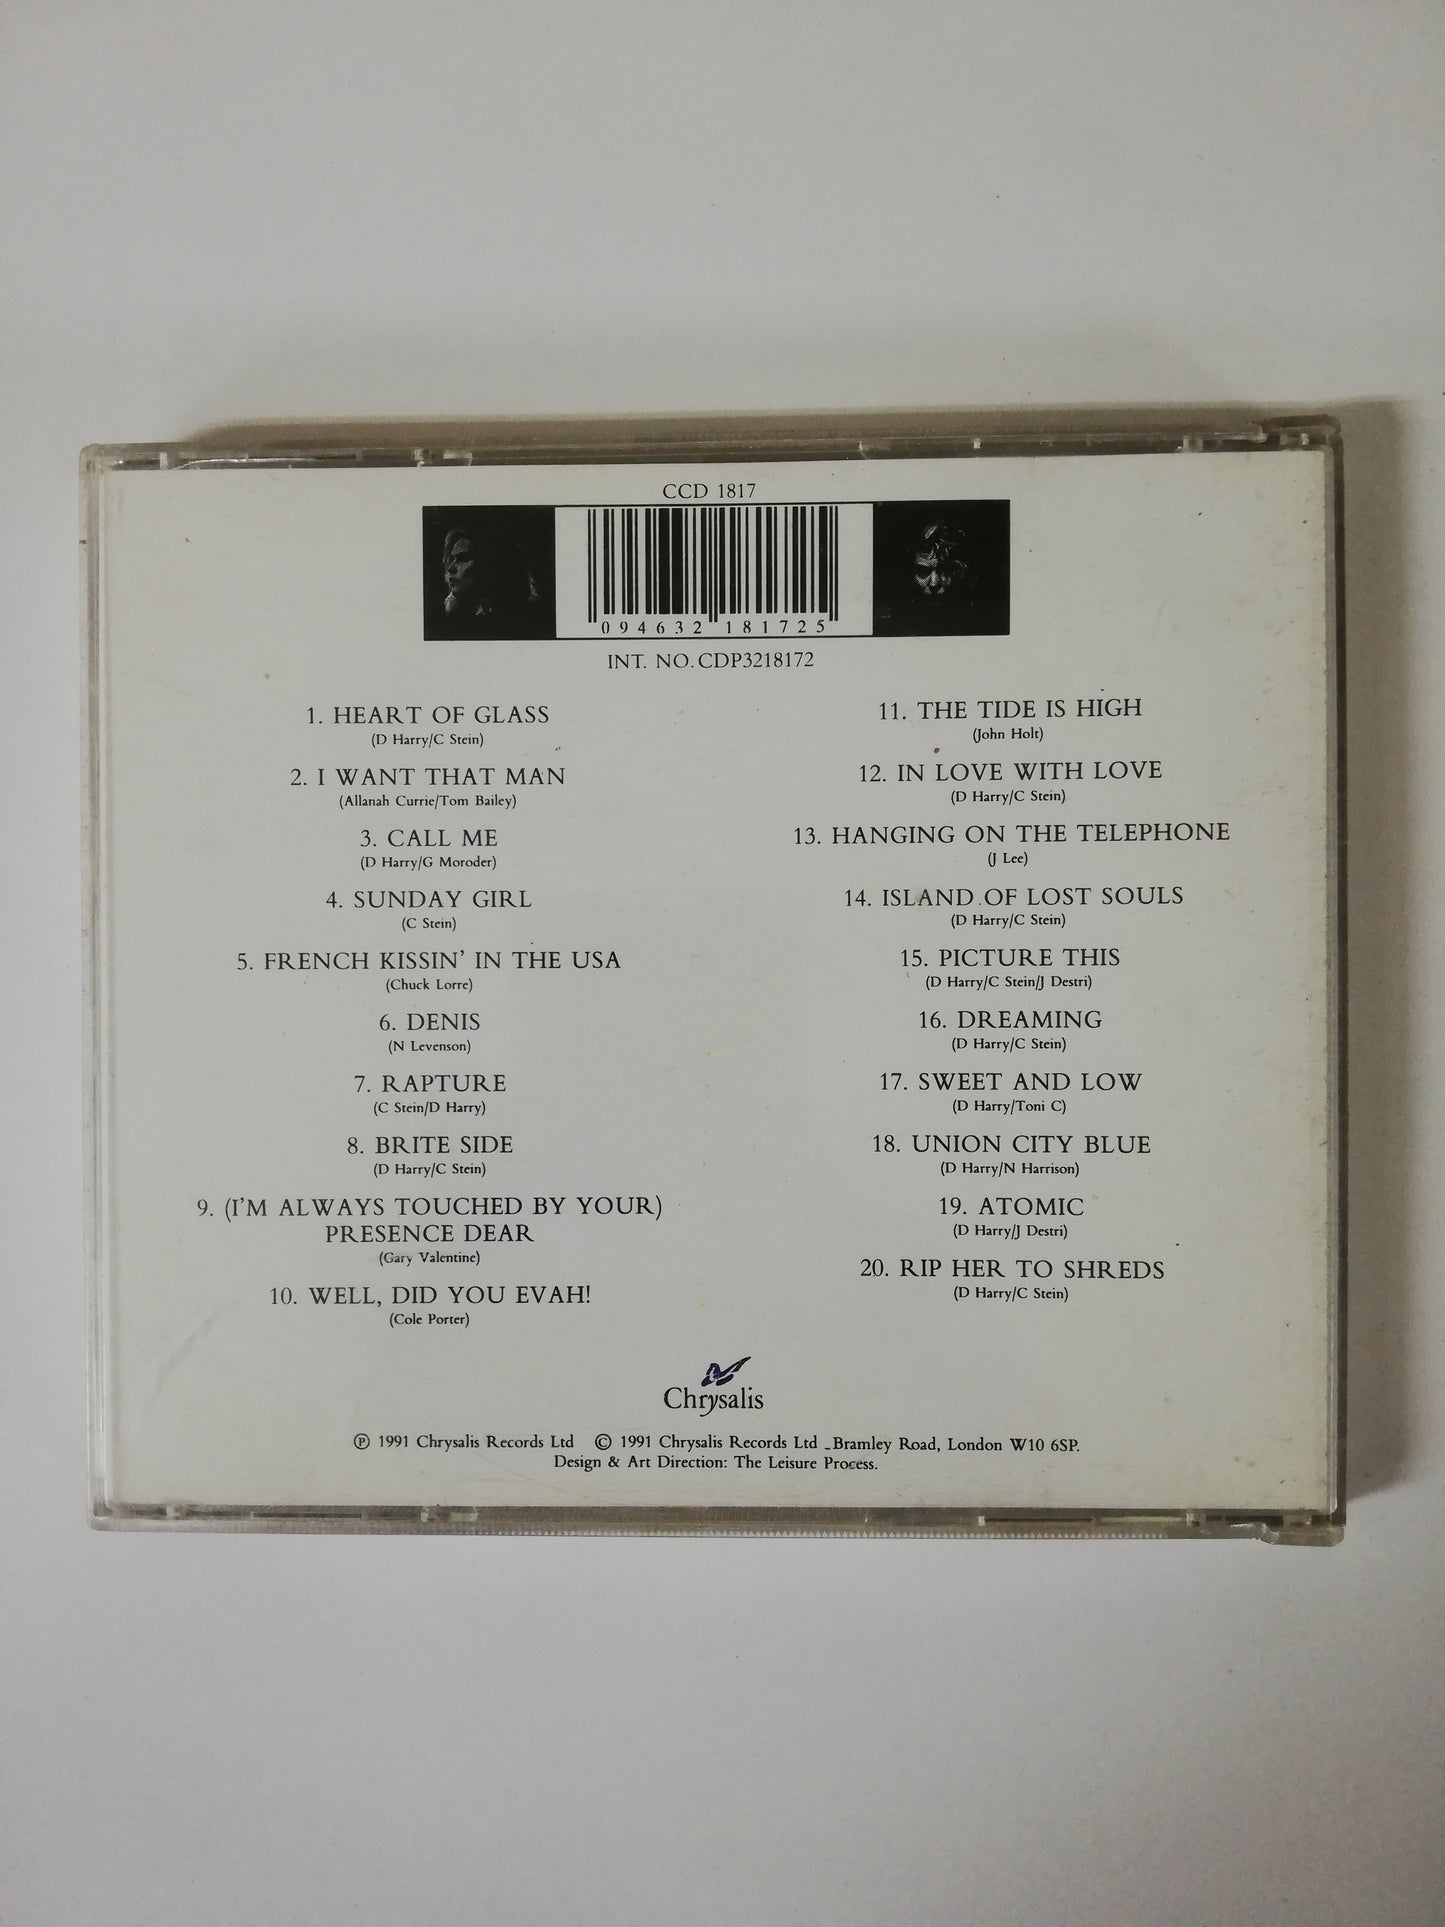 CCD 1817
0 94632 181725
INT. NO. CDP3218172
1. HEART OF GLASS
(D Harry/C Stein)
2. I WANT THAT MAN
(Allanah Currie/Tom Bailey)
3. CALL ME
(D Harry/G Moroder)
4. SUNDAY GIRL
(C Stein)
5. FRENCH KISSIN' IN THE USA
(Chuck Lorre)
6. DENIS
(N Levenson)
7. RAPTURE
(C Stein/D Harry)
8. BRITE SIDE
(D Harry/C Stein)
9. (I'M ALWAYS TOUCHED BY YOUR)
PRESENCE DEAR
(Gary Valentine)
10. WELL, DID YOU EVAH!
(Cole Porter)
11. THE TIDE IS HIGH
(John Holt)
12. IN LOVE WITH LOVE
(D Harry/C Stein)
13. HANGING ON THE TELEPHONE
(J Lee)
14. ISLAND OF LOST SOULS
(D Harry/C Stein)
15. PICTURE THIS
(D Harry/C Stein/J Destri)
16. DREAMING
(D Harry/C Stein)
17. SWEET AND LOW
(D Harry/Toni C)
18. UNION CITY BLUE
(D Harry/N Harrison)
19. ATOMIC
(D Harry/J Destri)
20. RIP HER TO SHREDS
(D Harry/C Stein)
Chrysalis
℗ 1991 Chrysalis Records Ltd © 1991 Chrysalis Records Ltd - Bramley Road, London W10 6SP.
Design & Art Direction: The Leisure Process.